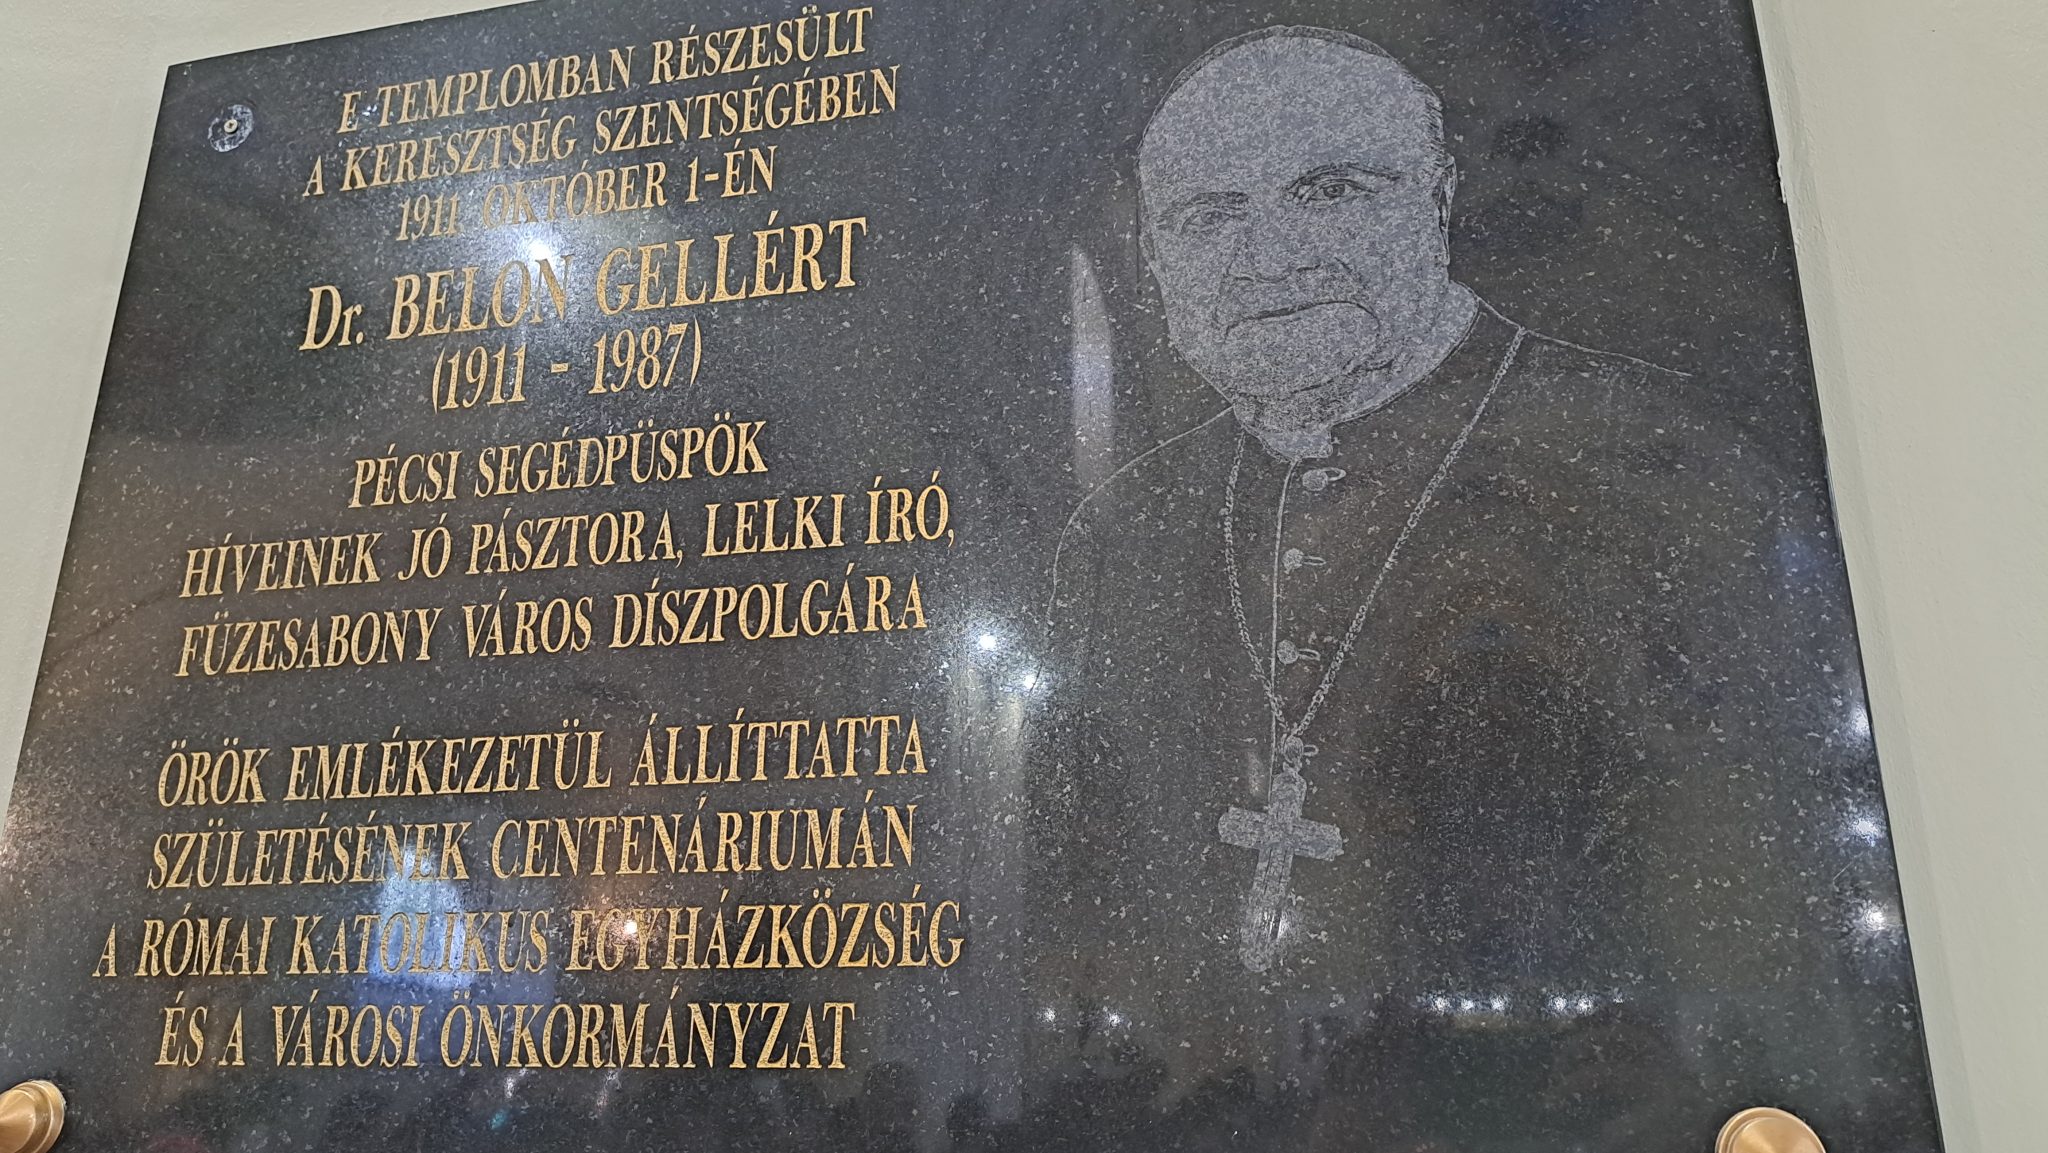 E TEMPLOMBAN RÉSZESÜLT
A KERESZTSÉG SZENTSÉGÉBEN
1911 OKTÓBER 1-ÉN
Dr. BELON GELLÉRT
(1911 - 1987)
PÉCSI SEGÉDPÜSPÖK
HÍVEINEK JÓ PÁSZTORA, LELKI ÍRÓ,
FÜZESABONY VÁROS DÍSZPOLGÁRA
ÖRÖK EMLÉKEZETÜL ÁLLÍTTATTA
SZÜLETÉSÉNEK CENTENÁRIUMÁN
A RÓMAI KATOLIKUS EGYHÁZKÖZSÉG
ÉS A VÁROSI ÖNKORMÁNYZAT